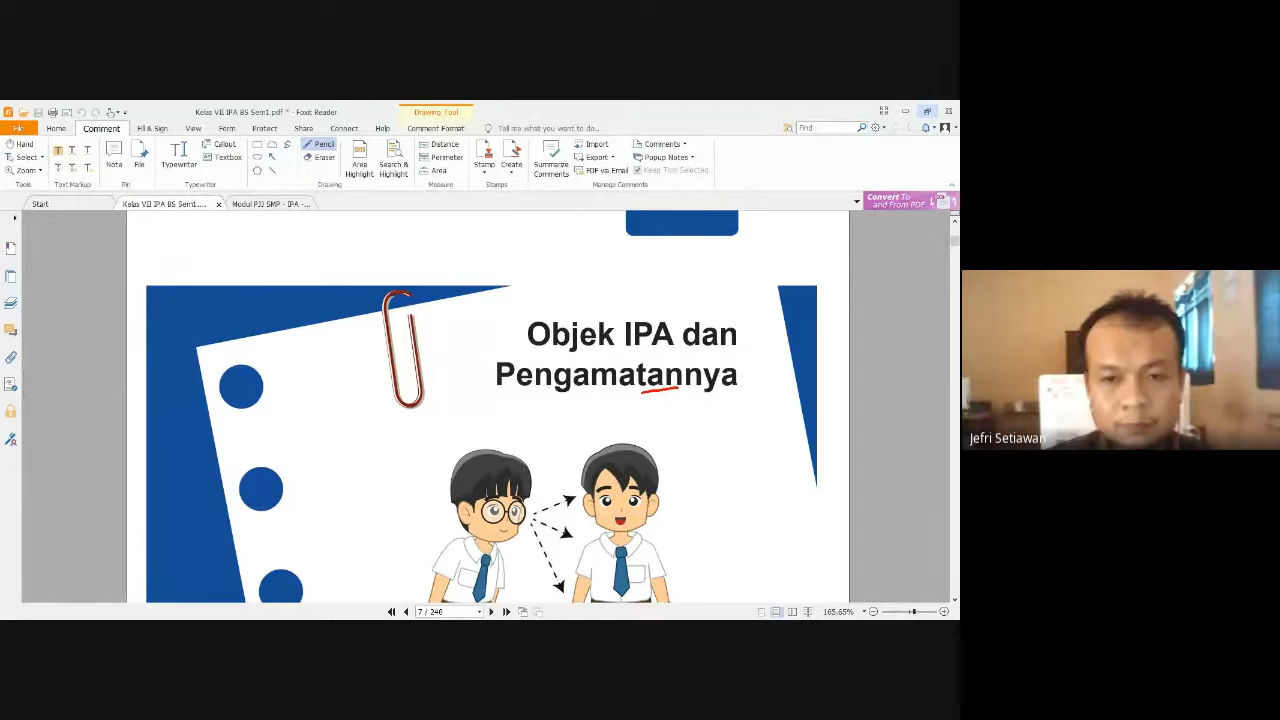 Kelas VII IPA BS Sem1.pdf * - Foxit Reader
Drawing Tool
File
Home
Comment
Fill & Sign
View
Form
Protect
Share
Connect
Help
Comment Format
Tell me what you want to do...
Find
Hand
Select
Zoom
Tools
T T T
T T T
Text Markup
Note
File
Pin
Typewriter
Callout
Textbox
Typewriter
Pencil
Eraser
Drawing
Area
Highlight
Search &
Highlight
Distance
Perimeter
Area
Measure
Stamp
Create
Stamps
Summarize
Comments
Import
Export
FDF via Email
Comments
Popup Notes
Keep Tool Selected
Manage Comments
Start
Kelas VII IPA BS Sem1....
Modul PJJ SMP - IPA -...
Convert To
and From PDF
Objek IPA dan
Pengamatannya
Jefri Setiawan
7 / 240
165.65%